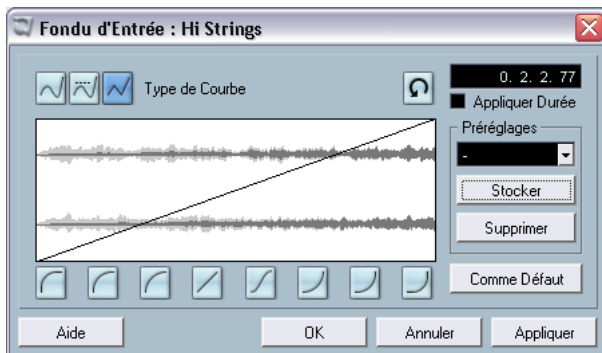 Fondu d'Entrée : Hi Strings
Type de Courbe
0. 2. 2. 77
Appliquer Durée
Préréglages
-
Stocker
Supprimer
Comme Défaut
Aide
OK
Annuler
Appliquer